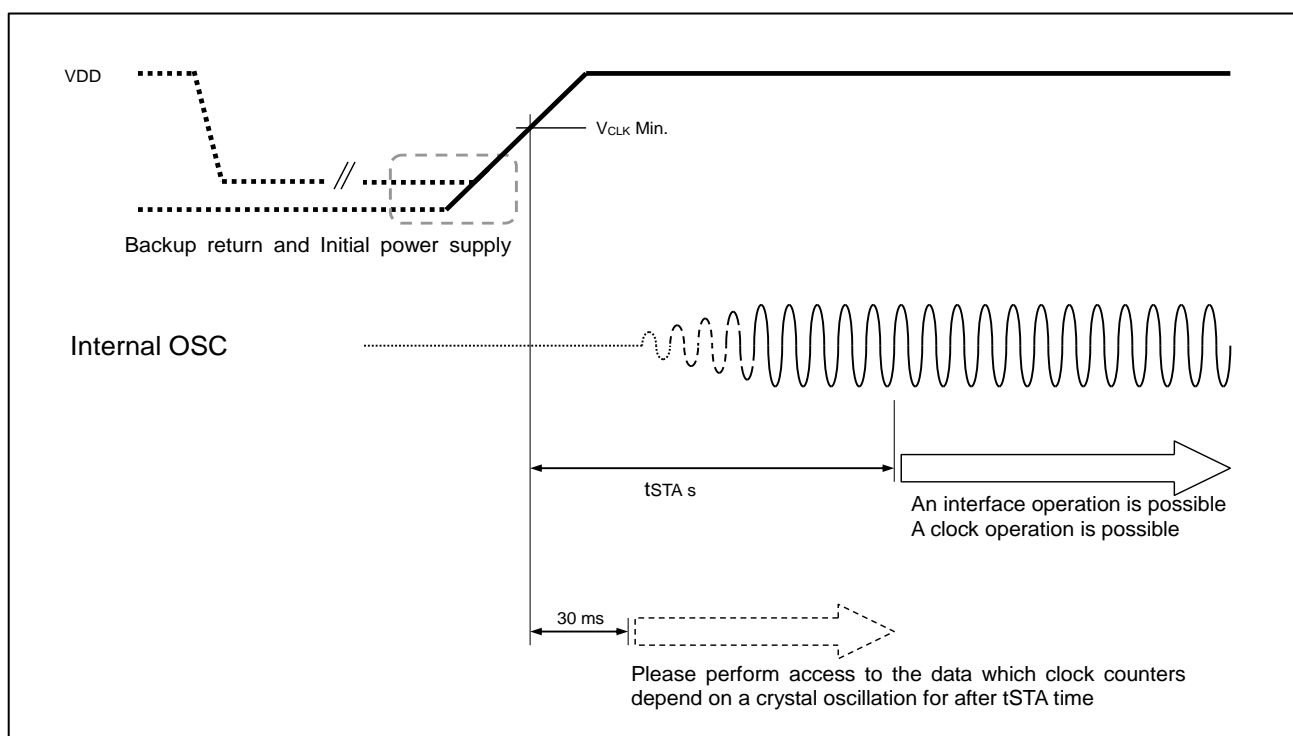 VDD
VCLK Min.
Backup return and Initial power supply
Internal OSC
tSTA s
An interface operation is possible
A clock operation is possible
30 ms
Please perform access to the data which clock counters
depend on a crystal oscillation for after tSTA time